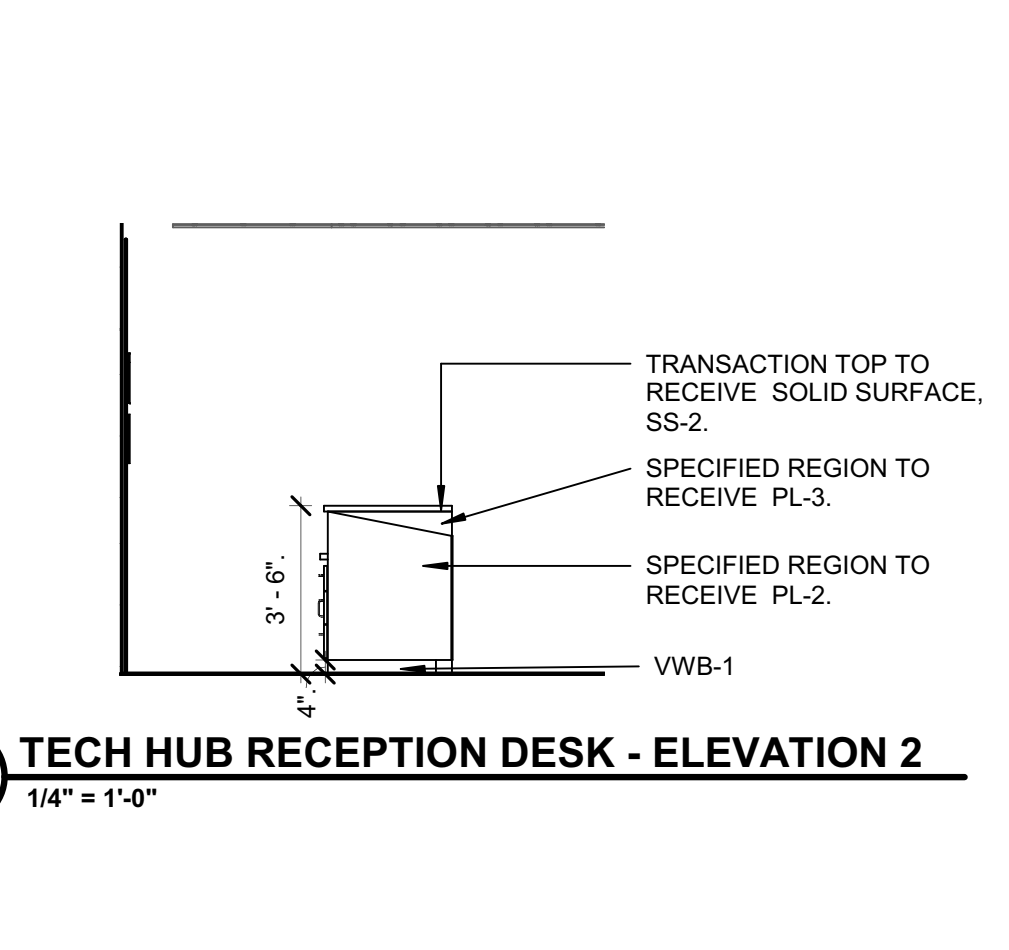 TRANSACTION TOP TO
RECEIVE SOLID SURFACE,
SS-2.
SPECIFIED REGION TO
RECEIVE PL-3.
SPECIFIED REGION TO
RECEIVE PL-2.
VWB-1
3' - 6".
4".
TECH HUB RECEPTION DESK - ELEVATION 2
1/4" = 1'-0"